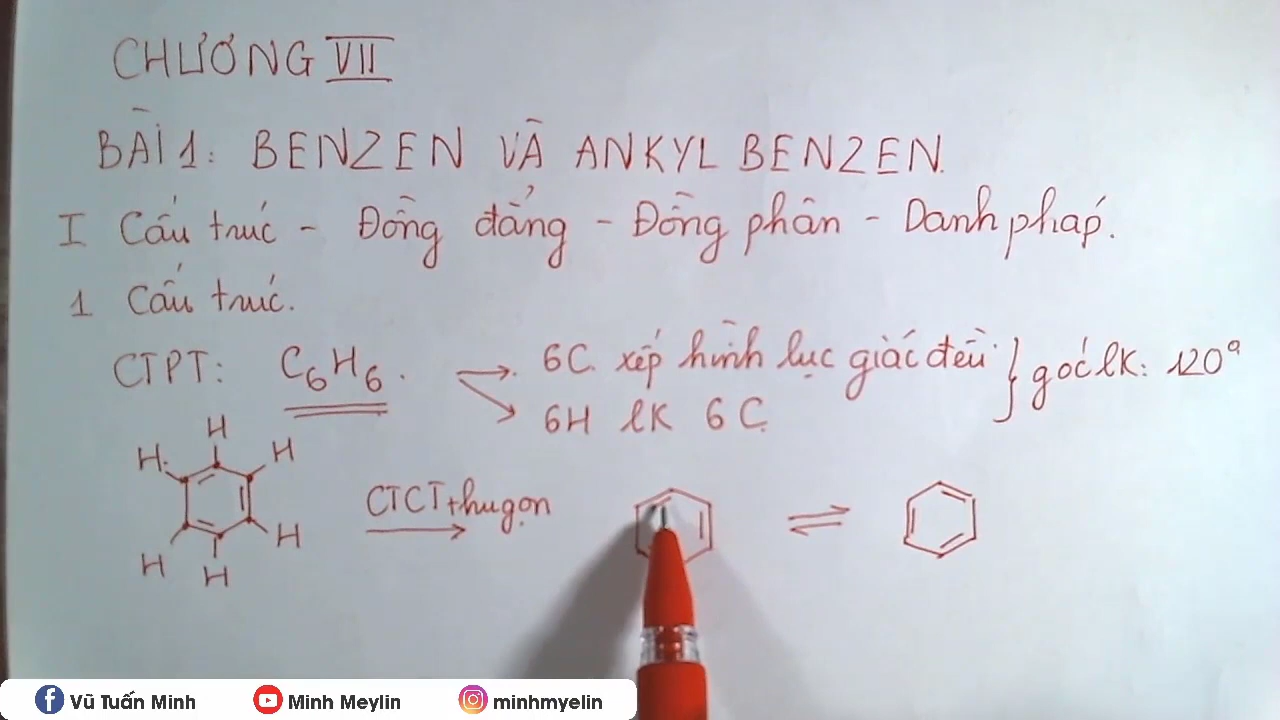 CHƯƠNG VII
BÀI 1: BENZEN VÀ ANKYL BENZEN.
I Cấu trúc - Đồng đẳng - Đồng phân - Danh pháp.
1 Cấu trúc.
CTPT: C6H6. 6C. xếp hình lục giác đều } góc lk: 120°
6H lk 6C.
H
H H
CTCT thu gọn
H H
H
Vũ Tuấn Minh Minh Meylin minhmyelin